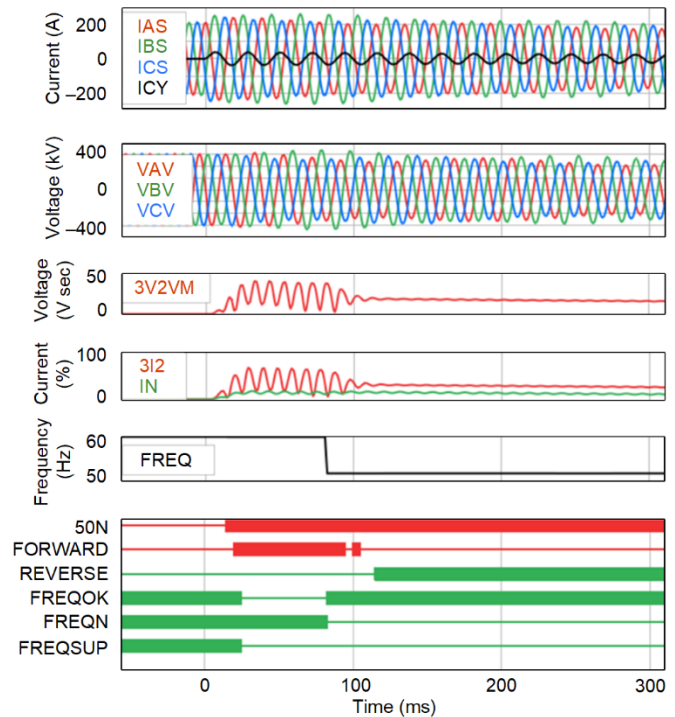 Current (A)
200
0
–200
IAS
IBS
ICS
ICY
Voltage (kV)
400
0
–400
VAV
VBV
VCV
Voltage
(V sec)
50
0
3V2VM
Current
(%)
100
0
3I2
IN
Frequency
(Hz)
60
50
FREQ
50N
FORWARD
REVERSE
FREQOK
FREQN
FREQSUP
0 100 200 300
Time (ms)